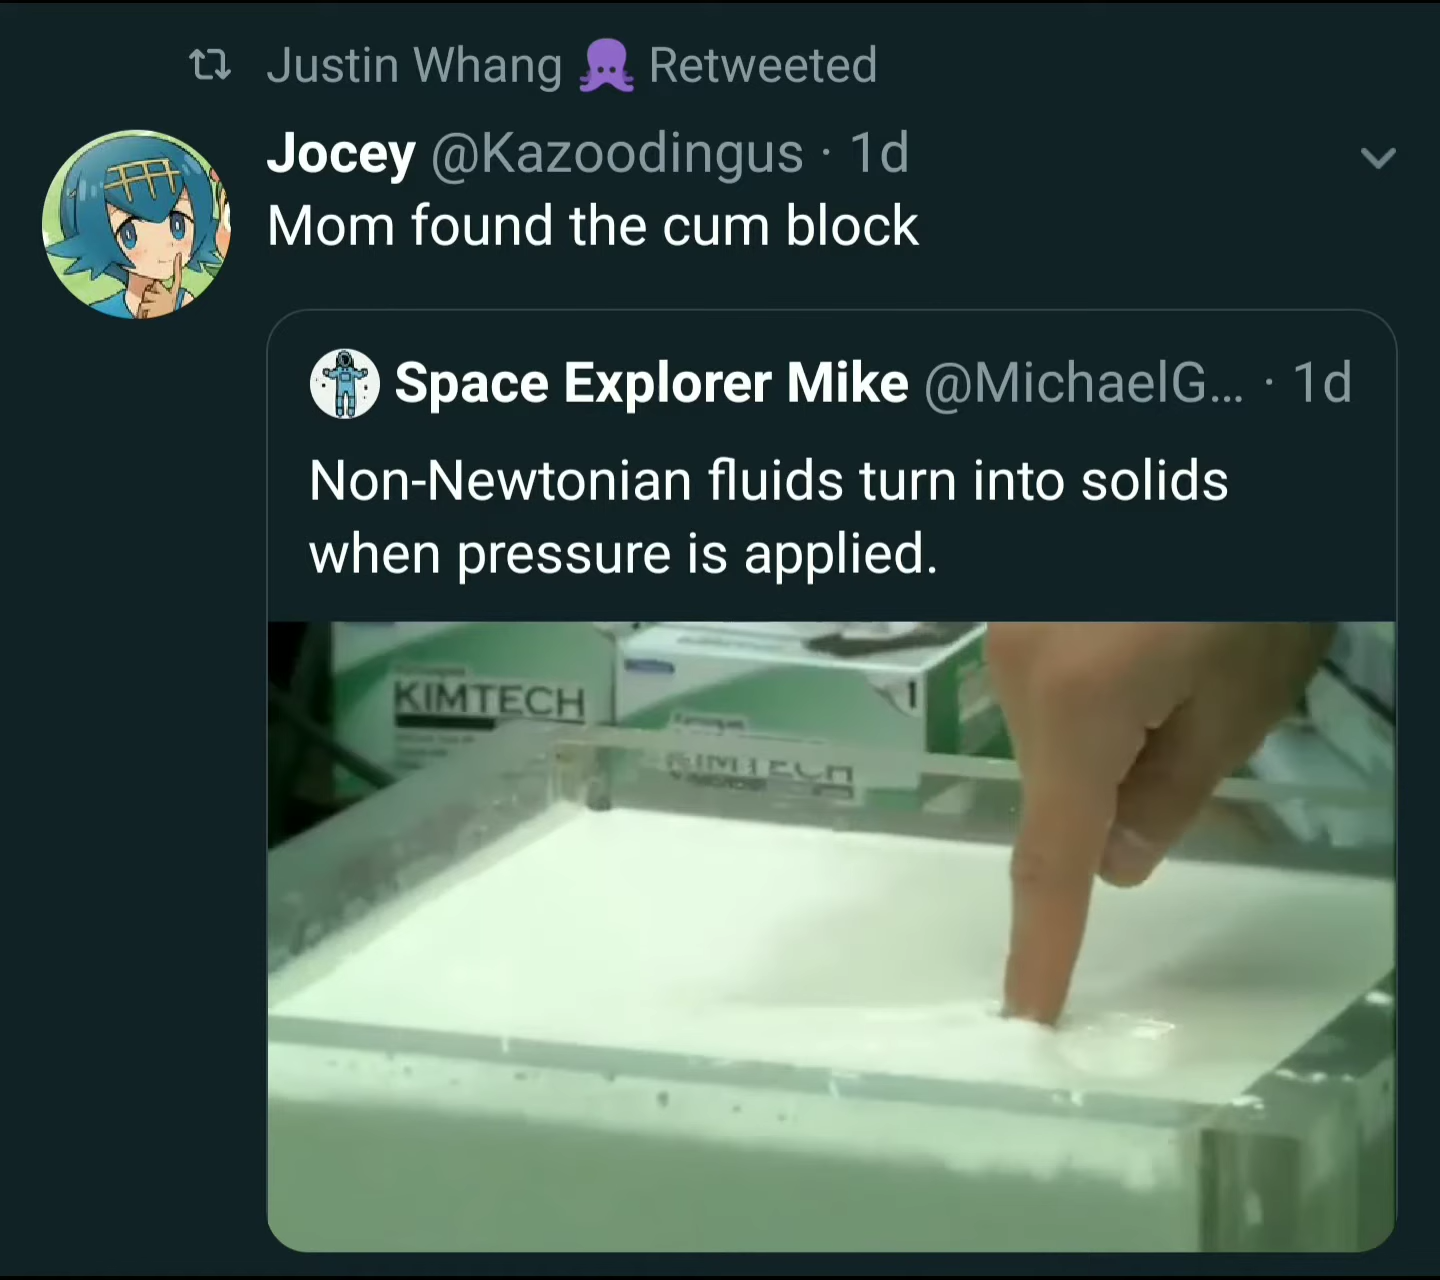 Justin Whang 🐙 Retweeted
Jocey @Kazoodingus · 1d
Mom found the cum block
Space Explorer Mike @MichaelG... · 1d
Non-Newtonian fluids turn into solids
when pressure is applied.
KIMTECH
KIMTECH